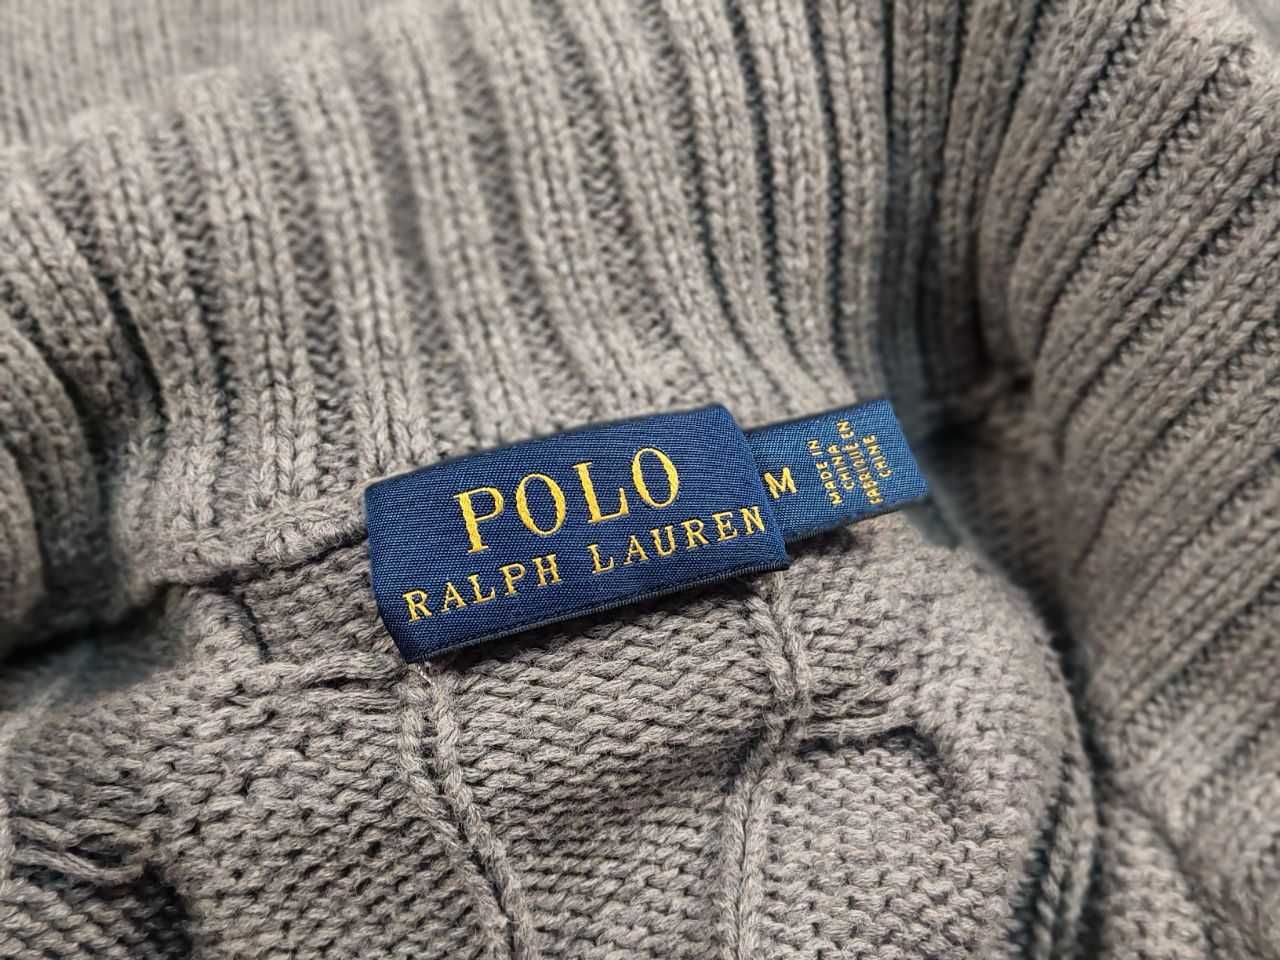 POLO
RALPH LAUREN
M
MADE IN
CHINA
FABRIQUÉ EN
CHINE